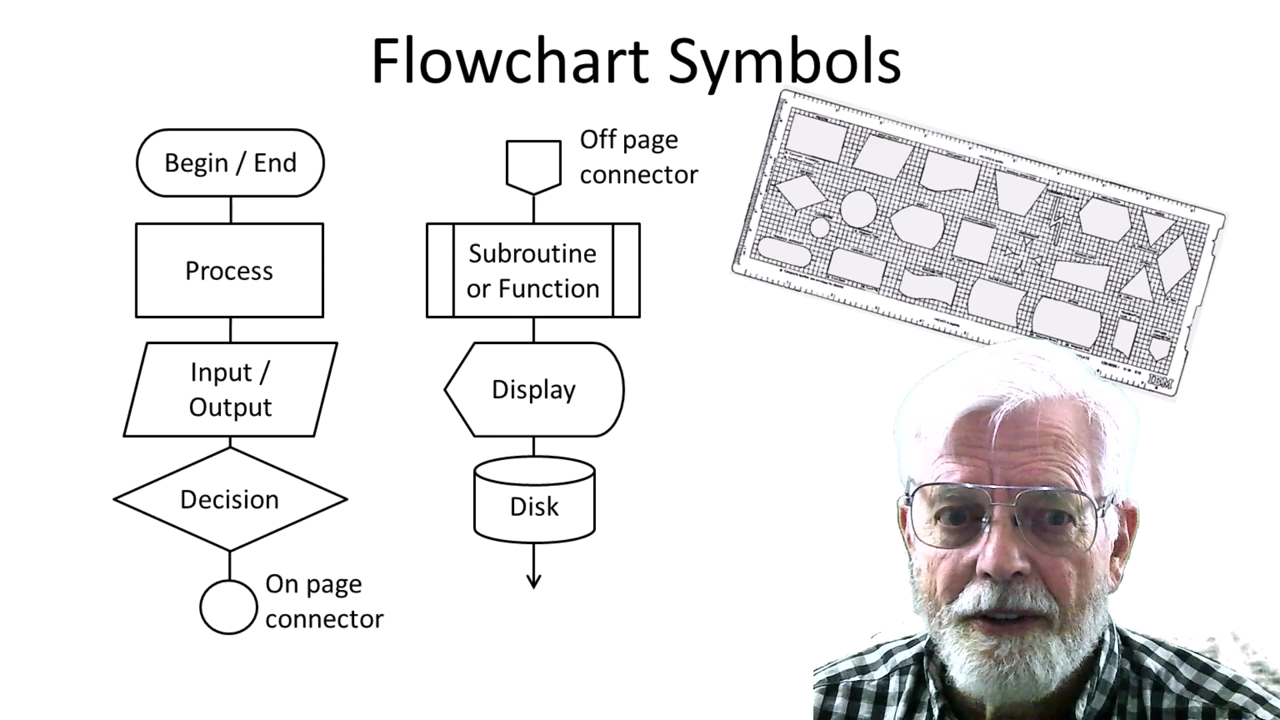 Flowchart Symbols
Begin / End
Process
Input /
Output
Decision
On page
connector
Off page
connector
Subroutine
or Function
Display
Disk
IBM